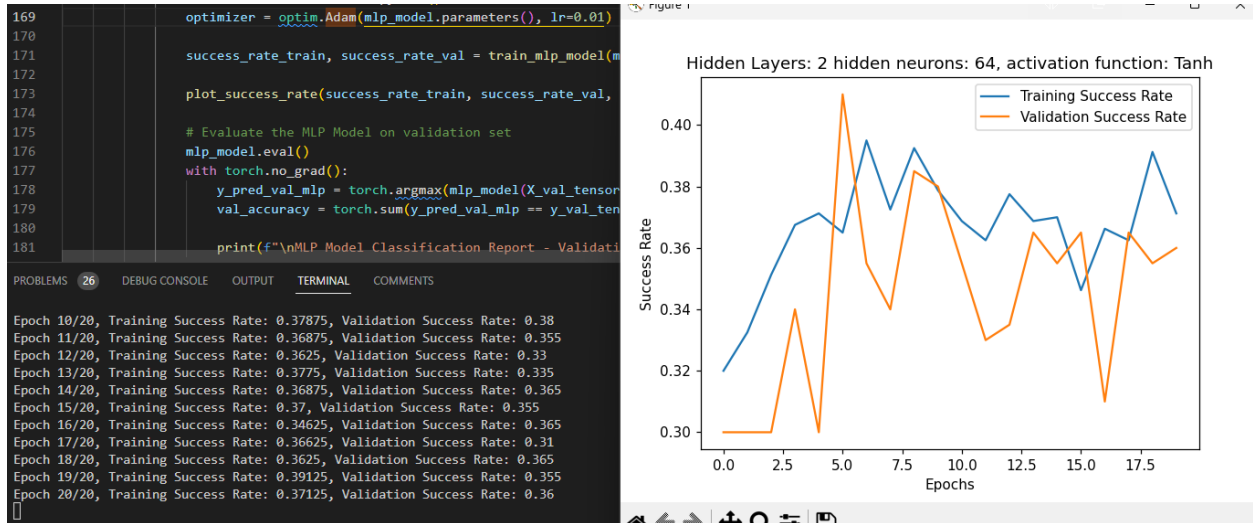 169 optimizer = optim.Adam(mlp_model.parameters(), lr=0.01)
170
171 success_rate_train, success_rate_val = train_mlp_model(m
172
173 plot_success_rate(success_rate_train, success_rate_val,
174
175 # Evaluate the MLP Model on validation set
176 mlp_model.eval()
177 with torch.no_grad():
178 y_pred_val_mlp = torch.argmax(mlp_model(X_val_tensor
179 val_accuracy = torch.sum(y_pred_val_mlp == y_val_ten
180
181 print(f"\nMLP Model Classification Report - Validati
PROBLEMS 26 DEBUG CONSOLE OUTPUT TERMINAL COMMENTS
Epoch 10/20, Training Success Rate: 0.37875, Validation Success Rate: 0.38
Epoch 11/20, Training Success Rate: 0.36875, Validation Success Rate: 0.355
Epoch 12/20, Training Success Rate: 0.3625, Validation Success Rate: 0.33
Epoch 13/20, Training Success Rate: 0.3775, Validation Success Rate: 0.335
Epoch 14/20, Training Success Rate: 0.36875, Validation Success Rate: 0.365
Epoch 15/20, Training Success Rate: 0.37, Validation Success Rate: 0.355
Epoch 16/20, Training Success Rate: 0.34625, Validation Success Rate: 0.365
Epoch 17/20, Training Success Rate: 0.36625, Validation Success Rate: 0.31
Epoch 18/20, Training Success Rate: 0.3625, Validation Success Rate: 0.365
Epoch 19/20, Training Success Rate: 0.39125, Validation Success Rate: 0.355
Epoch 20/20, Training Success Rate: 0.37125, Validation Success Rate: 0.36
Figure 1
Hidden Layers: 2 hidden neurons: 64, activation function: Tanh
Training Success Rate
Validation Success Rate
Success Rate
0.40
0.38
0.36
0.34
0.32
0.30
0.0 2.5 5.0 7.5 10.0 12.5 15.0 17.5
Epochs